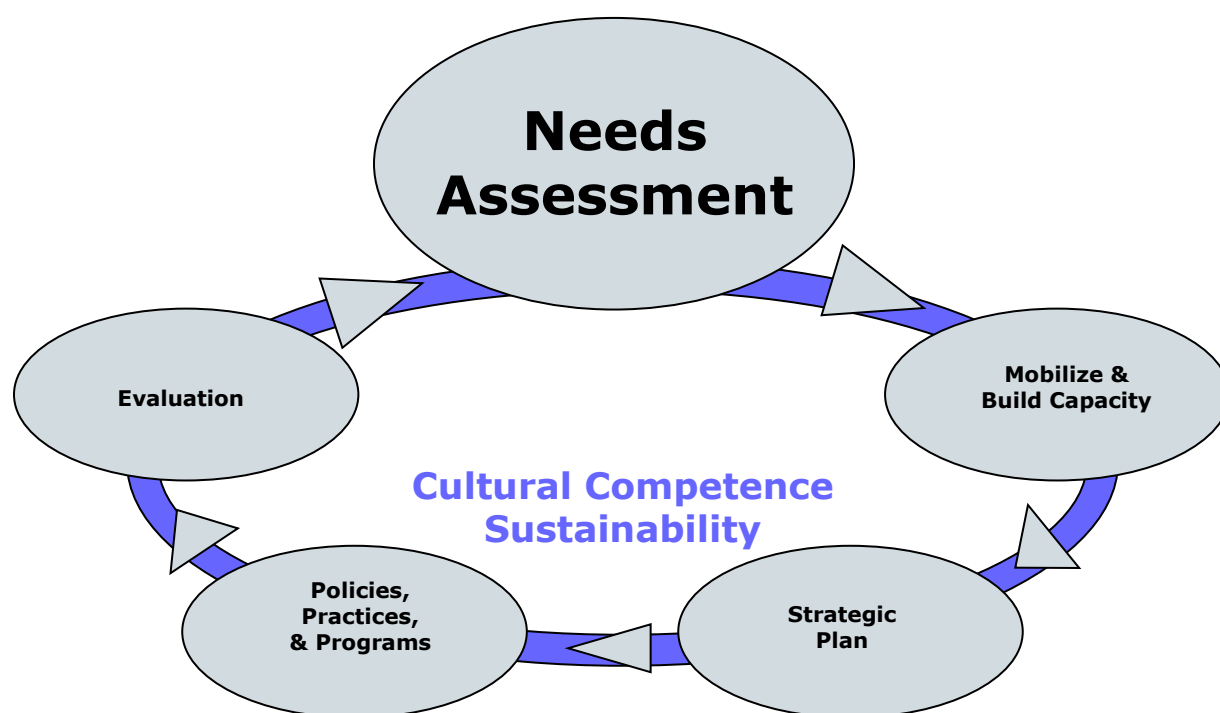 Needs
Assessment
Mobilize &
Build Capacity
Evaluation
Cultural Competence
Sustainability
Policies,
Practices,
& Programs
Strategic
Plan